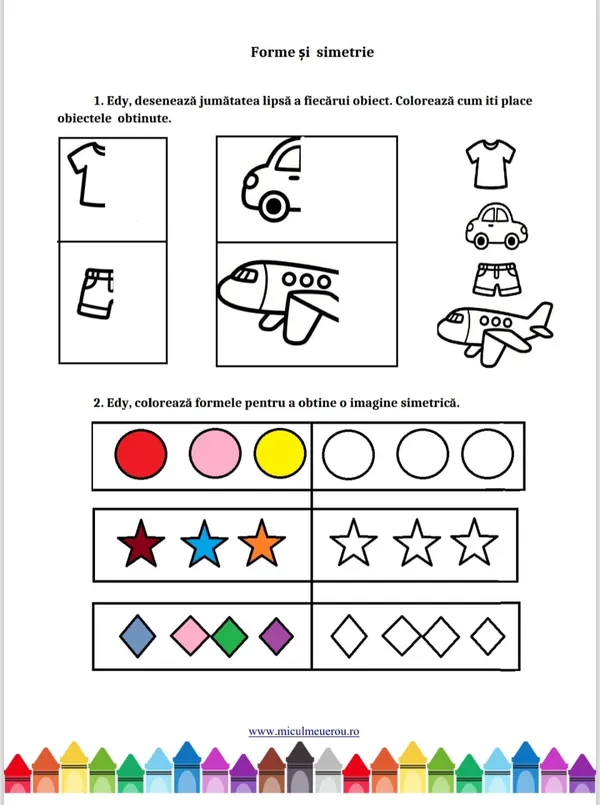 Forme și simetrie
1. Edy, desenează jumătatea lipsă a fiecărui obiect. Colorează cum iti place
obiectele obtinute.
2. Edy, colorează formele pentru a obtine o imagine simetrică.
www.miculmeuerou.ro